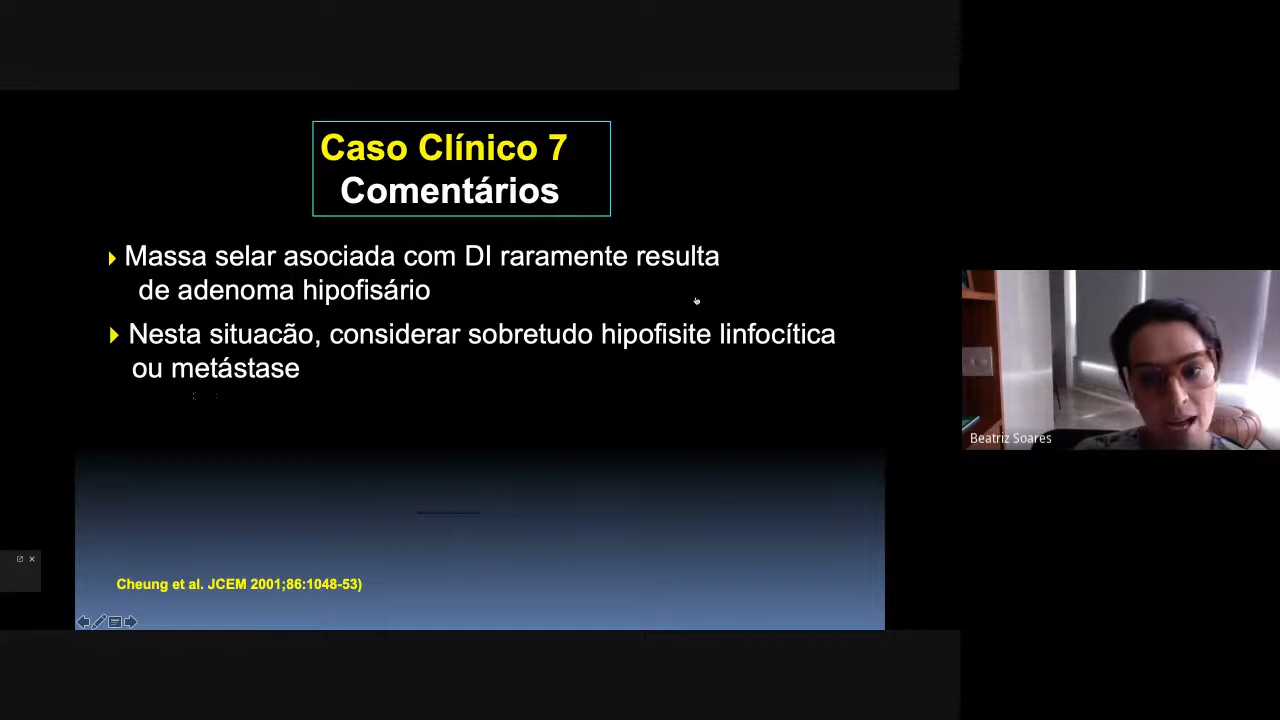 Caso Clínico 7
Comentários
Massa selar asociada com DI raramente resulta
de adenoma hipofisário
Nesta situacão, considerar sobretudo hipofisite linfocítica
ou metástase
Beatriz Soares
Cheung et al. JCEM 2001;86:1048-53)